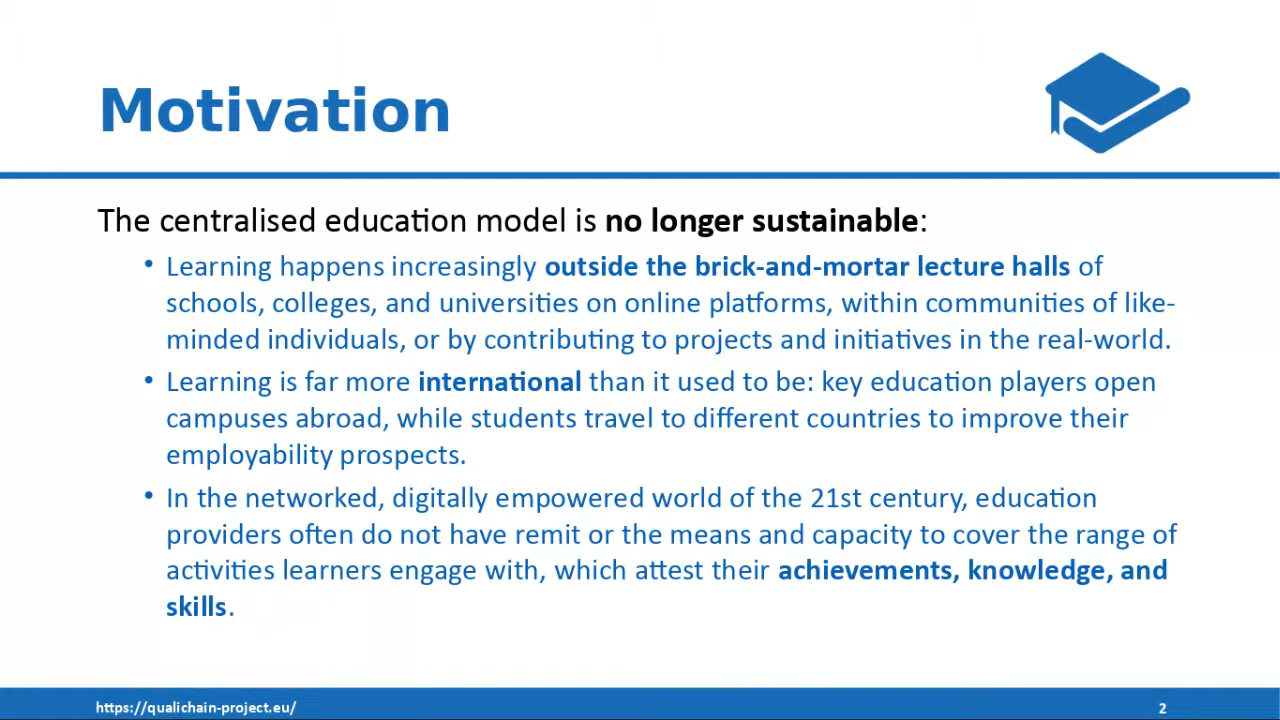 Motivation
The centralised education model is no longer sustainable:
• Learning happens increasingly outside the brick-and-mortar lecture halls of
schools, colleges, and universities on online platforms, within communities of like-
minded individuals, or by contributing to projects and initiatives in the real-world.
• Learning is far more international than it used to be: key education players open
campuses abroad, while students travel to different countries to improve their
employability prospects.
• In the networked, digitally empowered world of the 21st century, education
providers often do not have remit or the means and capacity to cover the range of
activities learners engage with, which attest their achievements, knowledge, and
skills.
https://qualichain-project.eu/
2